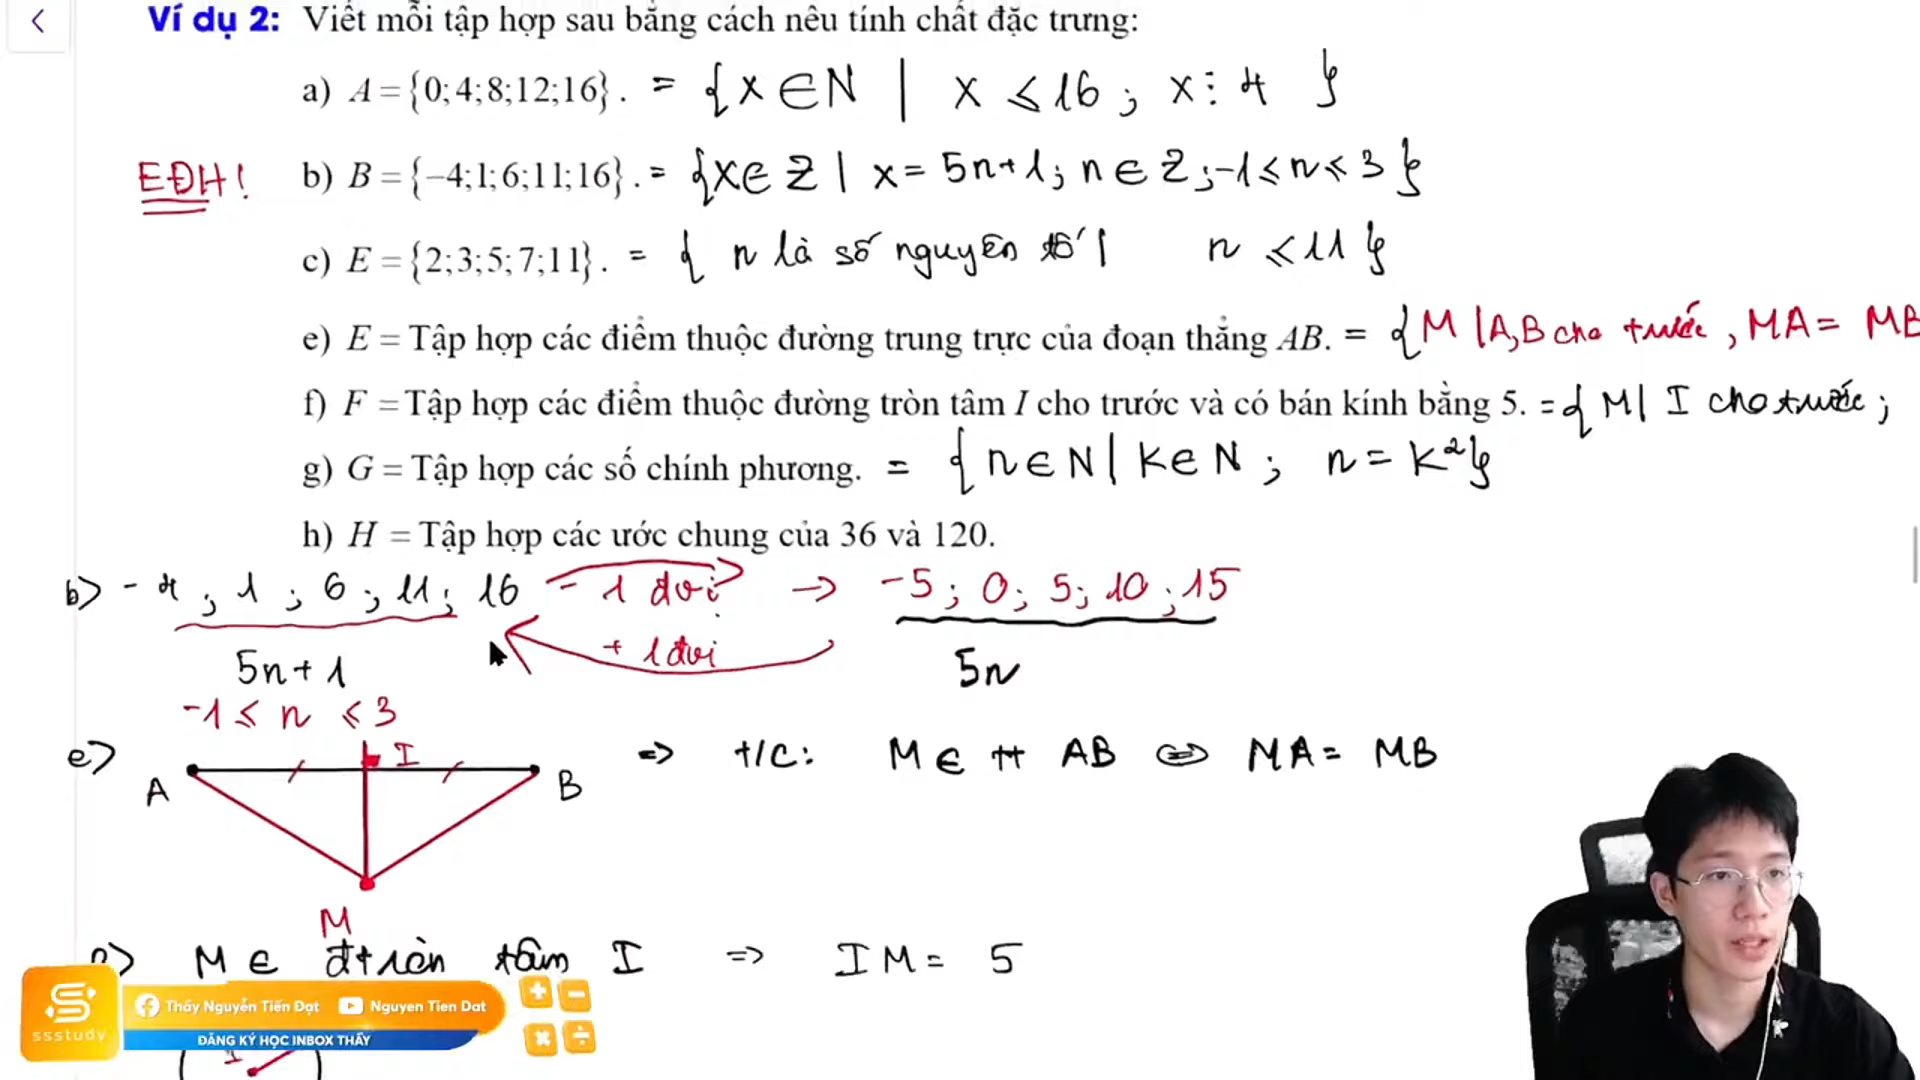 Ví dụ 2: Viết mỗi tập hợp sau bằng cách nêu tính chất đặc trưng:
a) A = {0; 4; 8; 12; 16}. = {x ∈ N | x ≤ 16 ; x ⋮ 4 }
EĐH! b) B = {−4; 1; 6; 11; 16}. = {x ∈ Z | x = 5n+1; n ∈ Z; -1 ≤ n ≤ 3 }
c) E = {2; 3; 5; 7; 11}. = { n là số nguyên tố | n ≤ 11 }
e) E = Tập hợp các điểm thuộc đường trung trực của đoạn thẳng AB. = {M | A,B cho trước , MA = MB
f) F = Tập hợp các điểm thuộc đường tròn tâm I cho trước và có bán kính bằng 5. = { M | I cho trước ;
g) G = Tập hợp các số chính phương. = { n ∈ N | k ∈ N ; n = k² }
h) H = Tập hợp các ước chung của 36 và 120.
b) -4 ; 1 ; 6 ; 11 ; 16 - 1 đvị → -5 ; 0 ; 5 ; 10 ; 15
+ 1 đvị
5n + 1 5n
-1 ≤ n ≤ 3
e) I => t/c: M ∈ tt AB <=> MA = MB
A B
M
M ∈ đtròn tâm I => IM = 5
Thầy Nguyễn Tiến Đạt Nguyen Tien Dat
ssstudy ĐĂNG KÝ HỌC INBOX THẦY
I